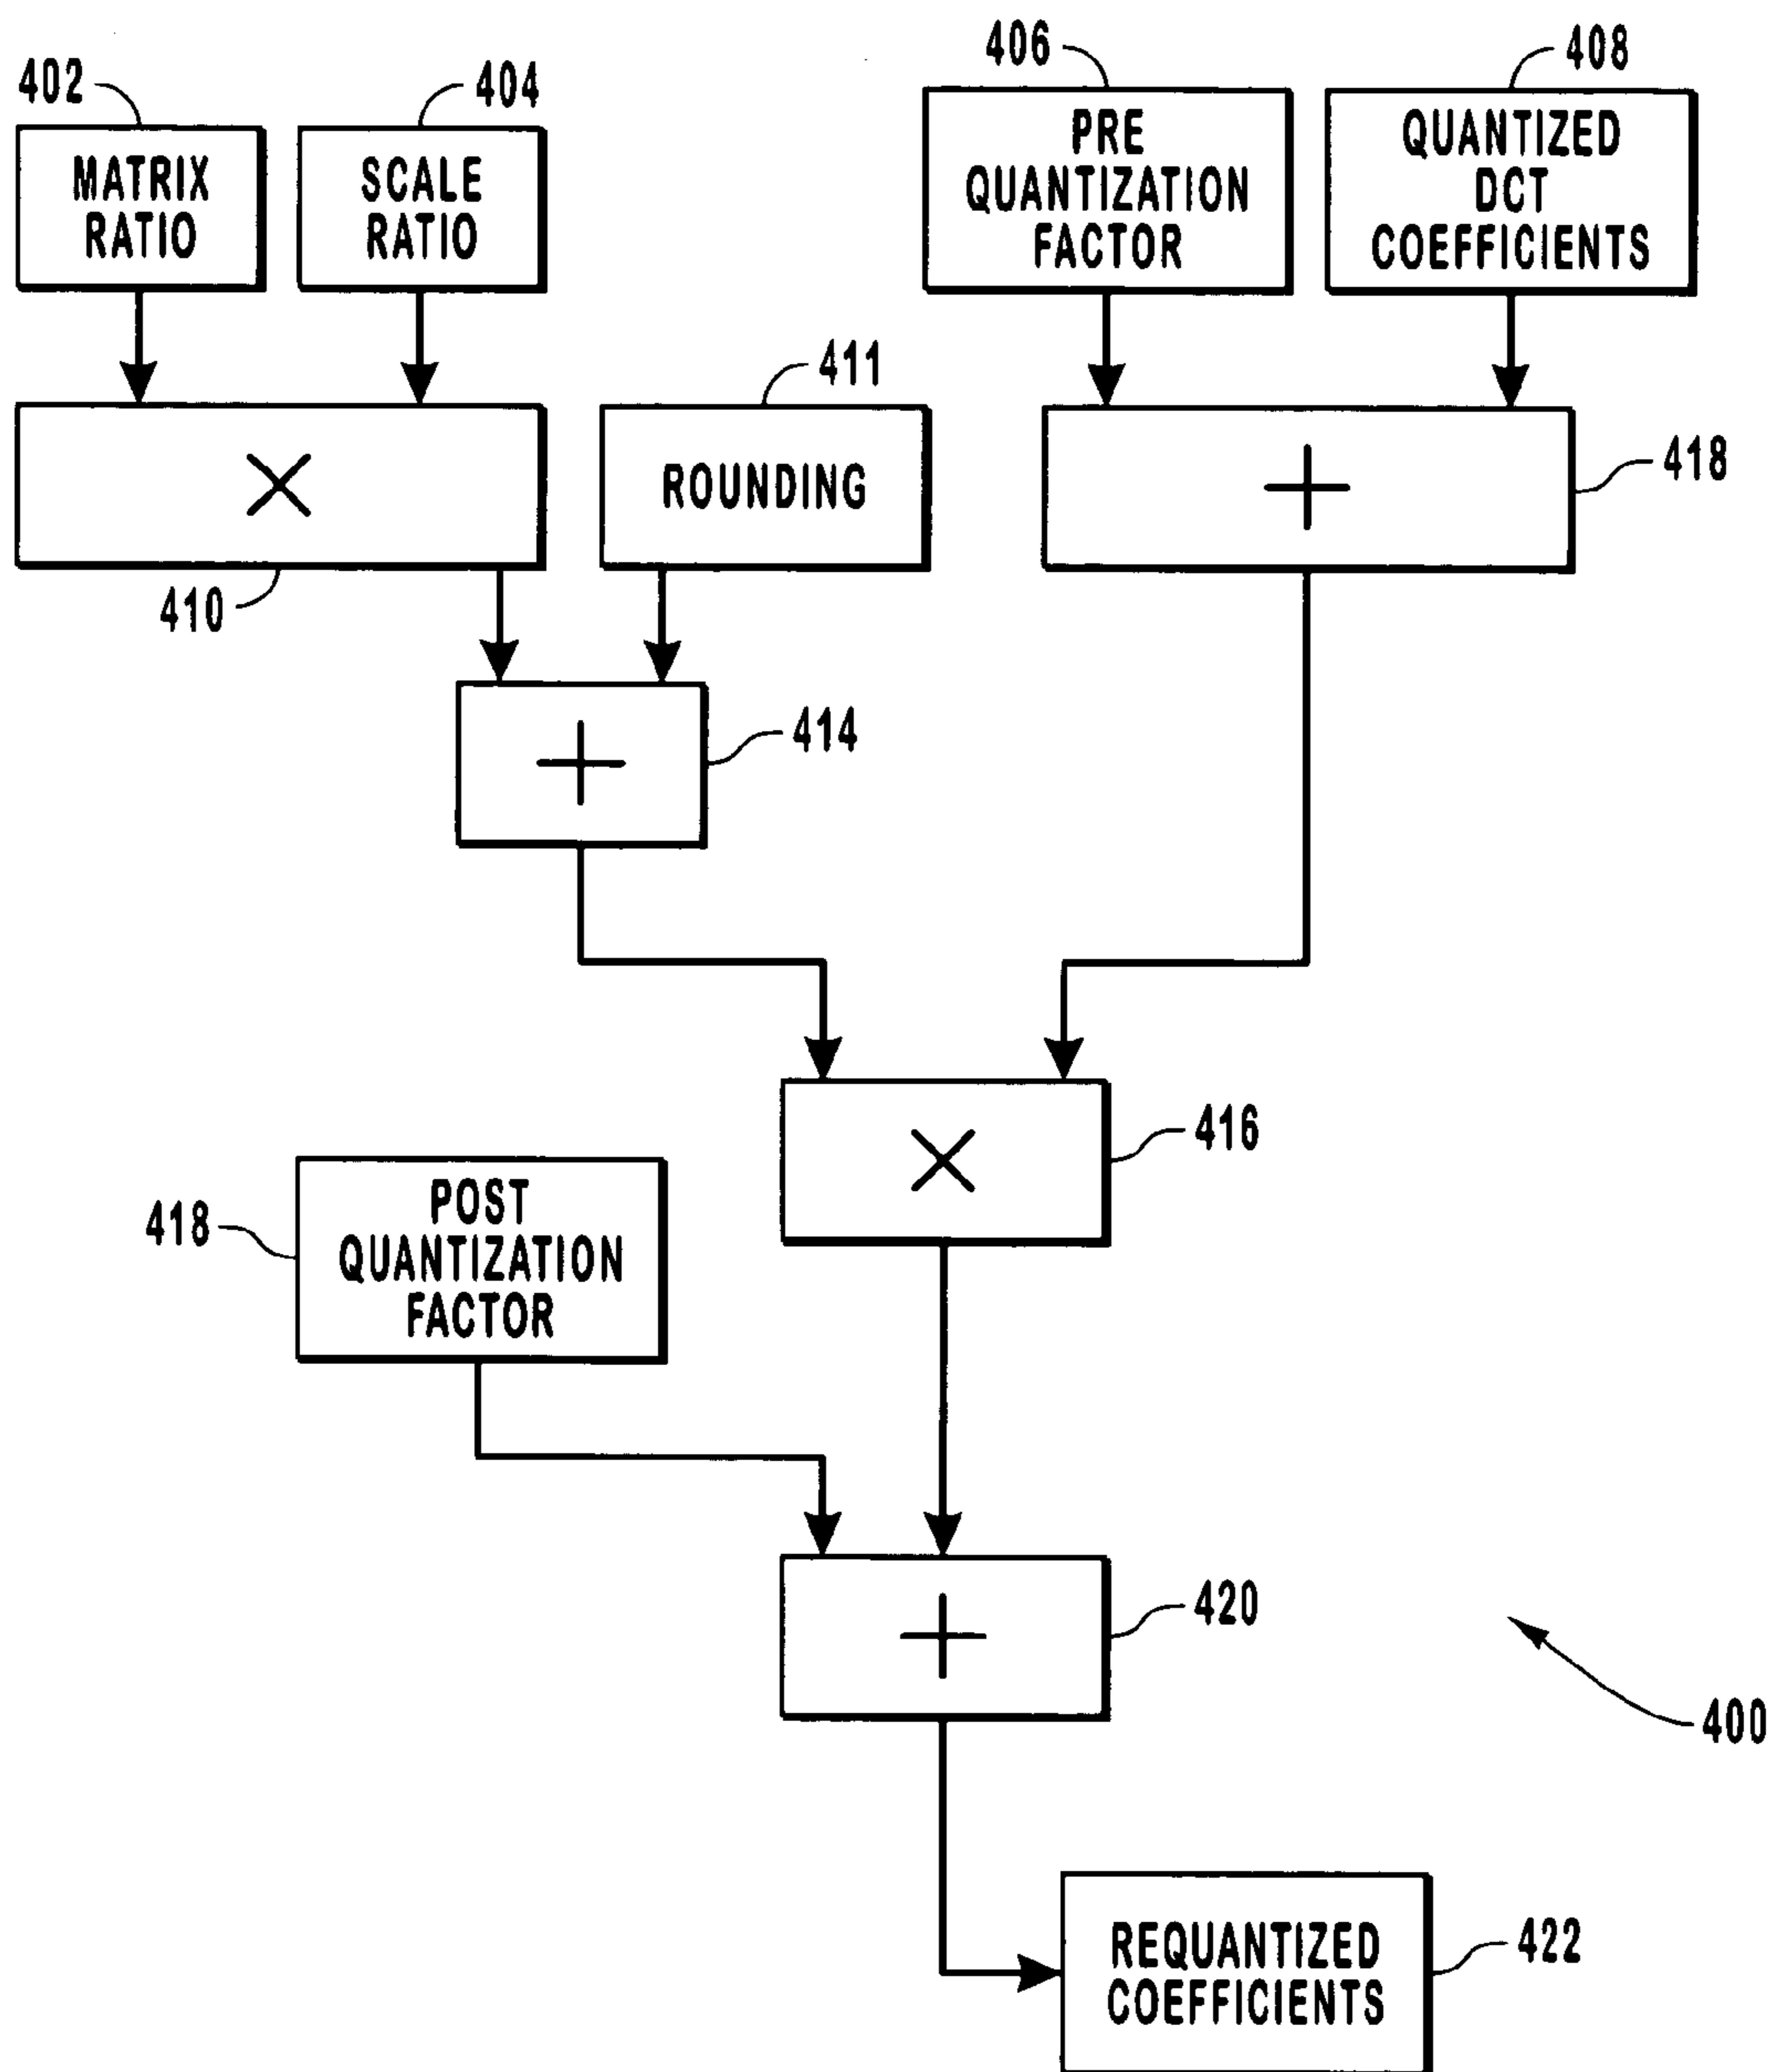 402
404
406
408
MATRIX
RATIO
SCALE
RATIO
PRE
QUANTIZATION
FACTOR
QUANTIZED
DCT
COEFFICIENTS
411
×
ROUNDING
+
418
410
+
414
×
416
418
POST
QUANTIZATION
FACTOR
+
420
400
REQUANTIZED
COEFFICIENTS
422